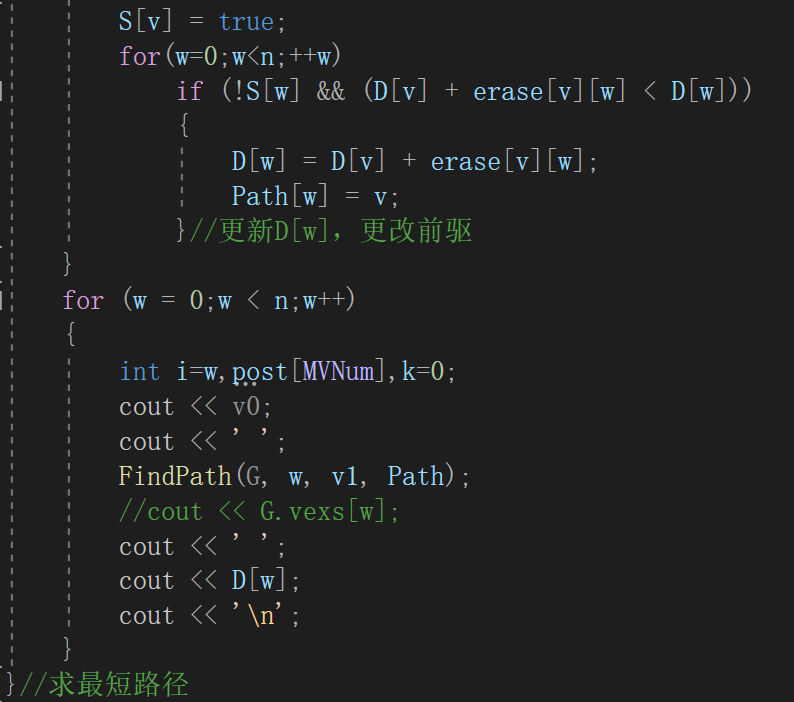 S[v] = true;
for(w=0;w<n;++w)
if (!S[w] && (D[v] + erase[v][w] < D[w]))
{
D[w] = D[v] + erase[v][w];
Path[w] = v;
}//更新D[w], 更改前驱
}
for (w = 0;w < n;w++)
{
int i=w,post[MVNum],k=0;
cout << v0;
cout << ' ';
FindPath(G, w, v1, Path);
//cout << G.vexs[w];
cout << ' ';
cout << D[w];
cout << '\n';
}
}//求最短路径